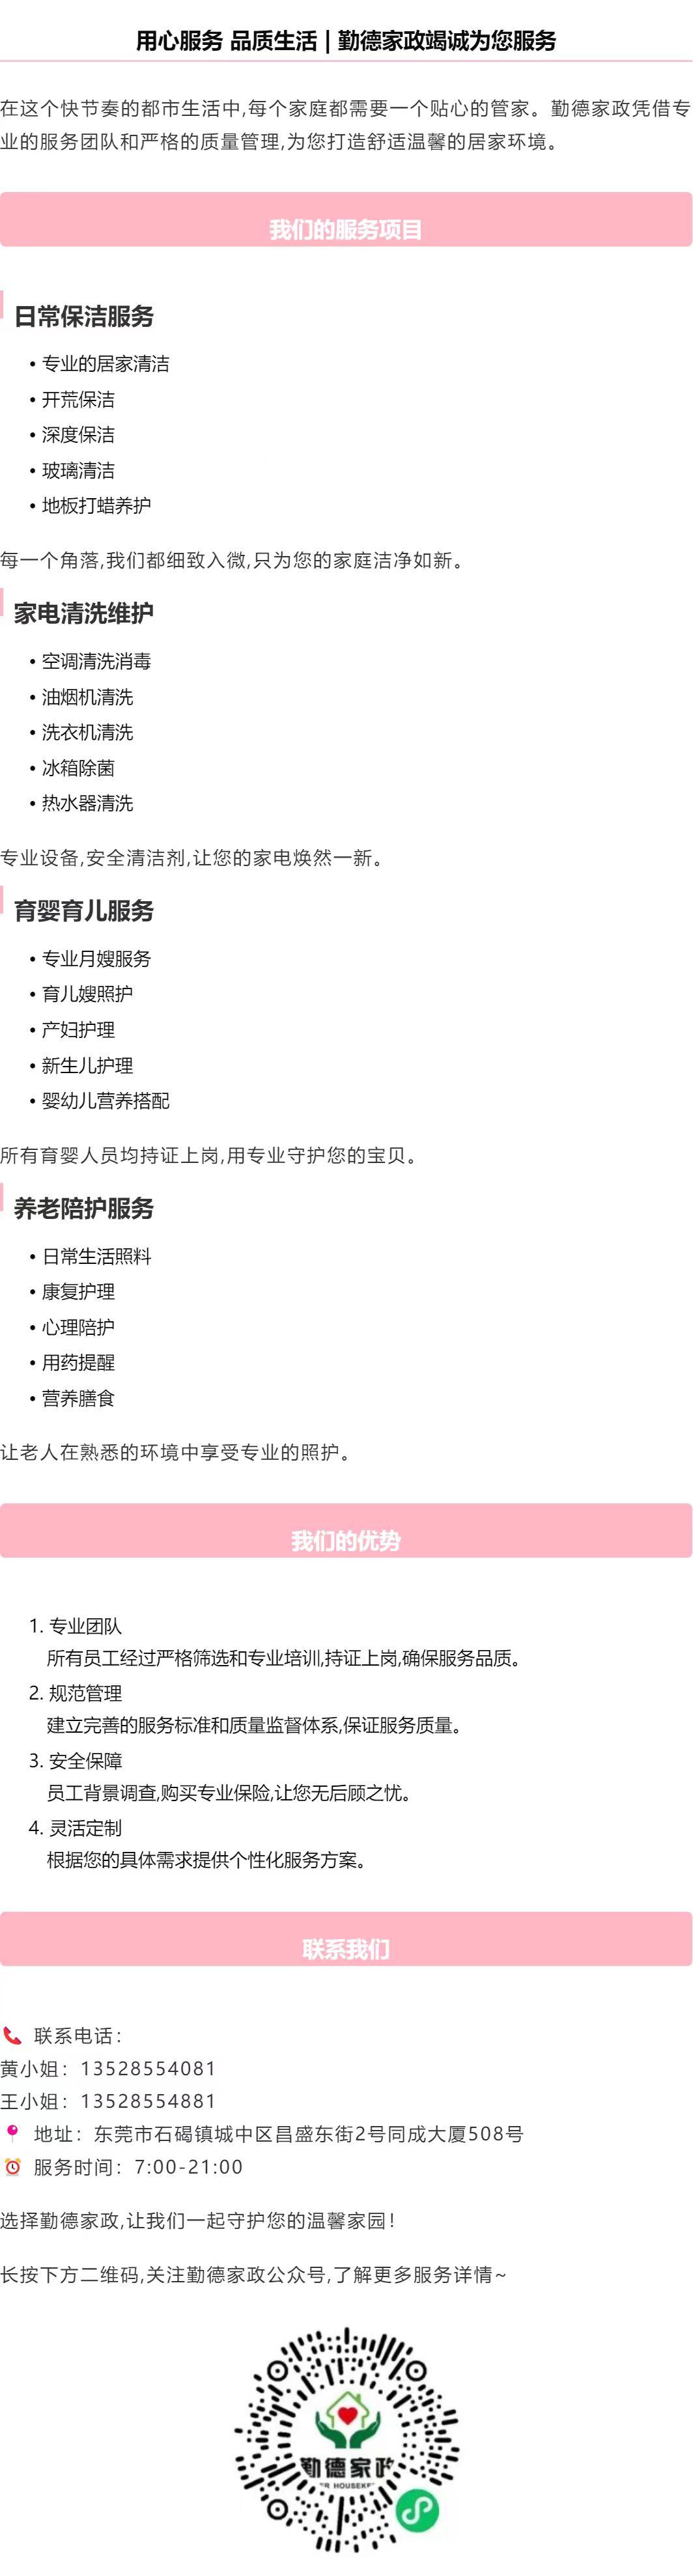 用心服务 品质生活 | 勤德家政竭诚为您服务
在这个快节奏的都市生活中,每个家庭都需要一个贴心的管家。勤德家政凭借专
业的服务团队和严格的质量管理,为您打造舒适温馨的居家环境。
我们的服务项目
日常保洁服务
• 专业的居家清洁
• 开荒保洁
• 深度保洁
• 玻璃清洁
• 地板打蜡养护
每一个角落,我们都细致入微,只为您的家庭洁净如新。
家电清洗维护
• 空调清洗消毒
• 油烟机清洗
• 洗衣机清洗
• 冰箱除菌
• 热水器清洗
专业设备,安全清洁剂,让您的家电焕然一新。
育婴育儿服务
• 专业月嫂服务
• 育儿嫂照护
• 产妇护理
• 新生儿护理
• 婴幼儿营养搭配
所有育婴人员均持证上岗,用专业守护您的宝贝。
养老陪护服务
• 日常生活照料
• 康复护理
• 心理陪护
• 用药提醒
• 营养膳食
让老人在熟悉的环境中享受专业的照护。
我们的优势
1. 专业团队
所有员工经过严格筛选和专业培训,持证上岗,确保服务品质。
2. 规范管理
建立完善的服务标准和质量监督体系,保证服务质量。
3. 安全保障
员工背景调查,购买专业保险,让您无后顾之忧。
4. 灵活定制
根据您的具体需求提供个性化服务方案。
联系我们
📞 联系电话：
黄小姐：13528554081
王小姐：13528554881
📍 地址：东莞市石碣镇城中区昌盛东街2号同成大厦508号
⏰ 服务时间：7:00-21:00
选择勤德家政,让我们一起守护您的温馨家园！
长按下方二维码,关注勤德家政公众号,了解更多服务详情~
勤德家政